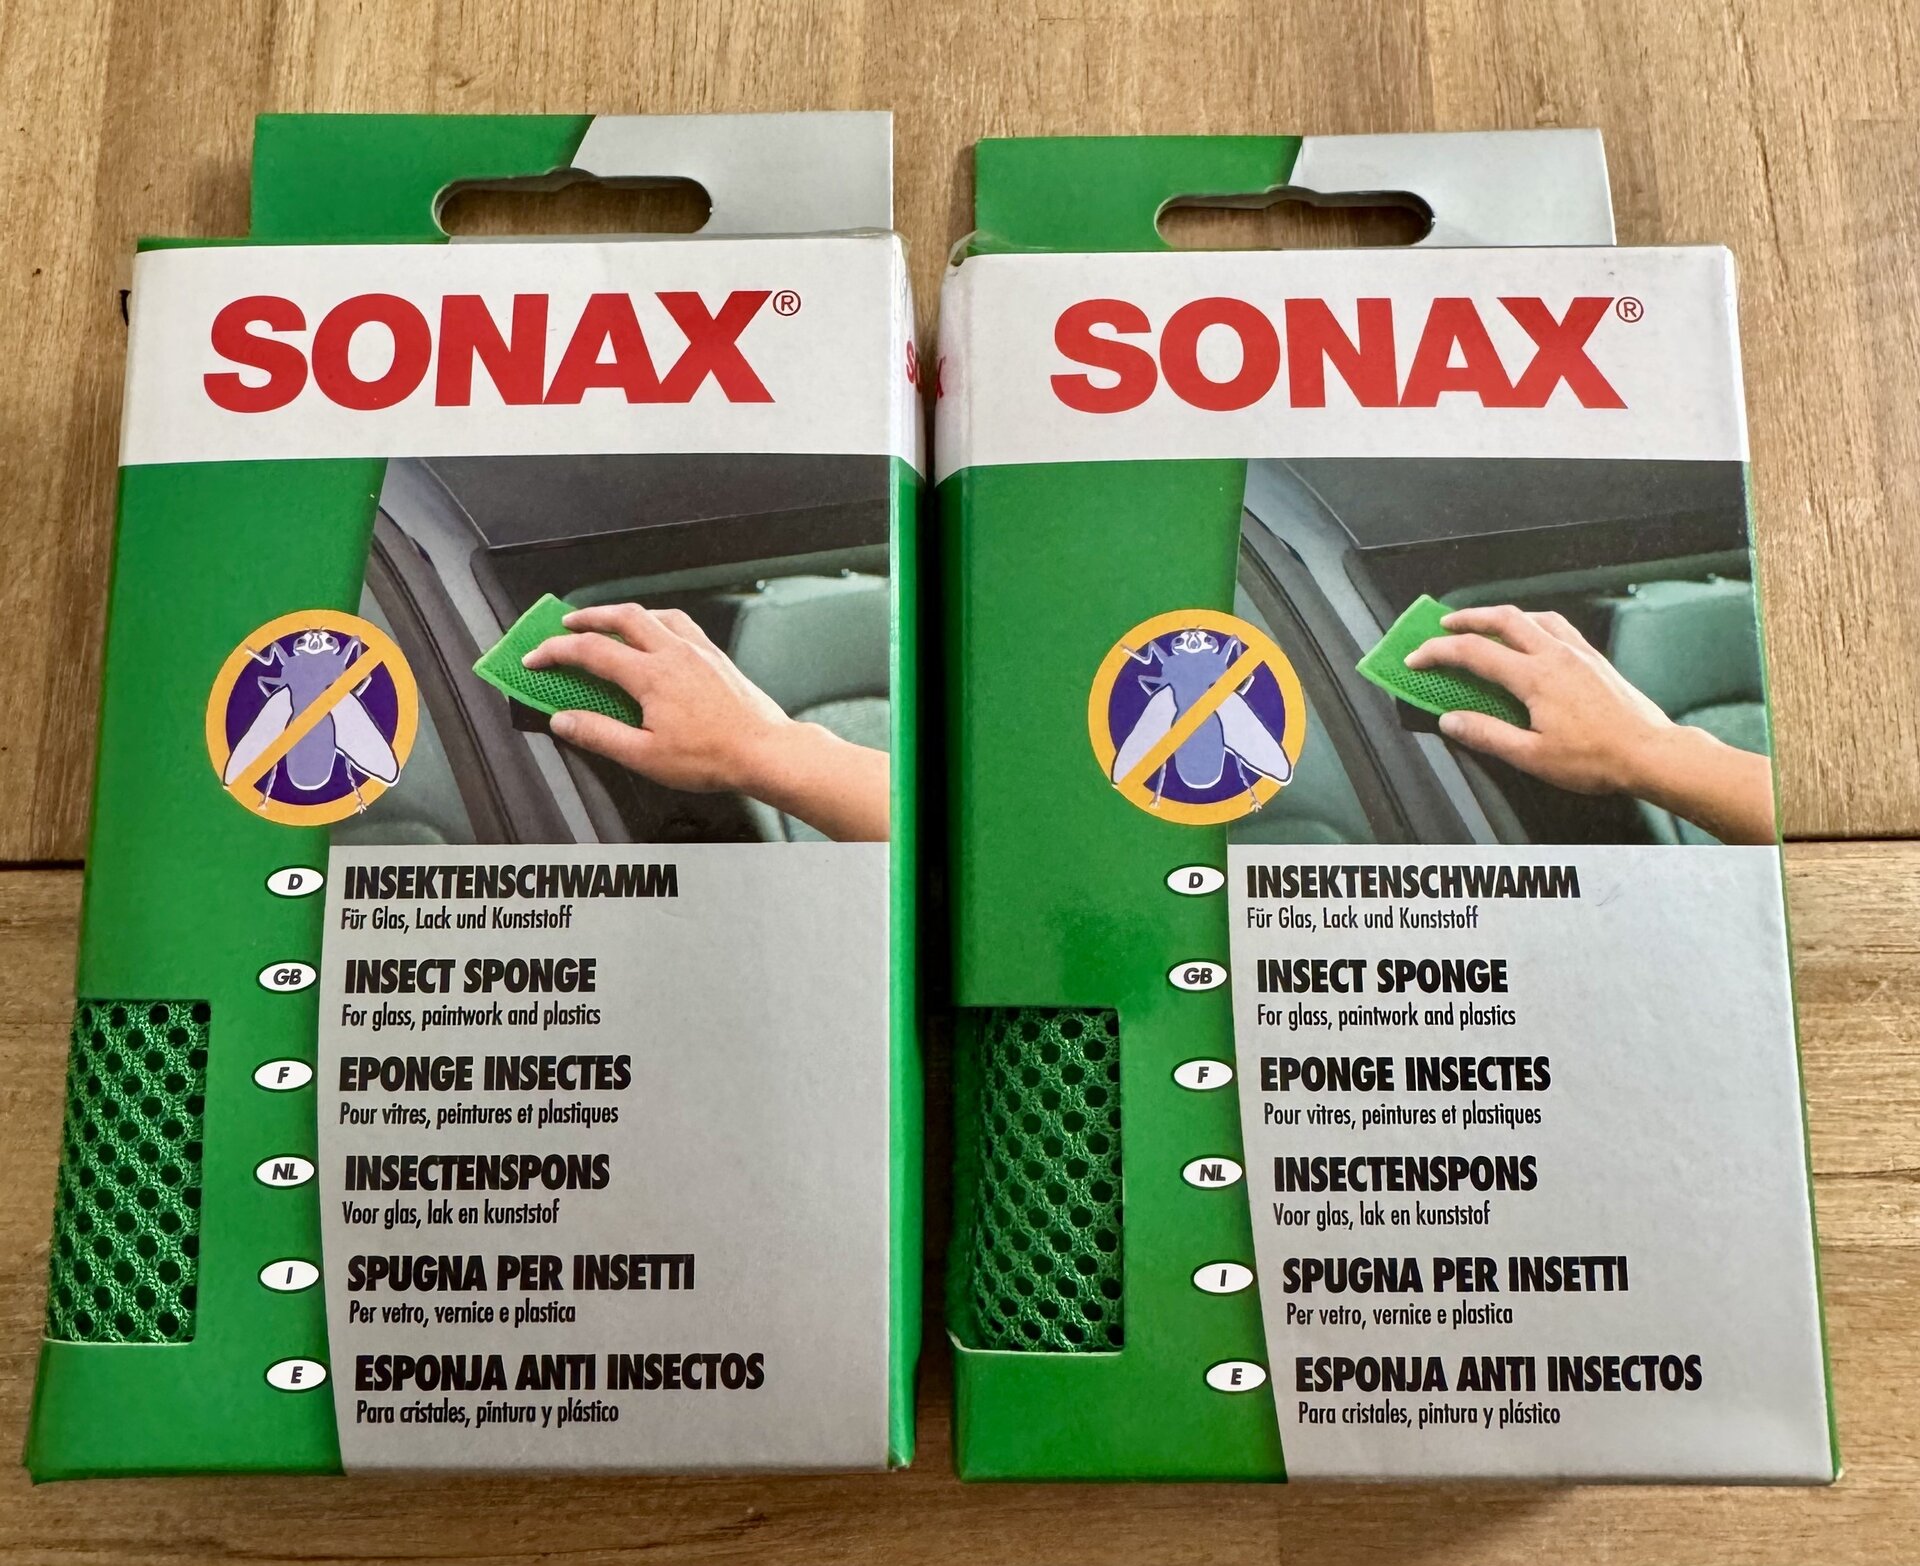 SONAX®
D INSEKTENSCHWAMM
Für Glas, Lack und Kunststoff
GB INSECT SPONGE
For glass, paintwork and plastics
F EPONGE INSECTES
Pour vitres, peintures et plastiques
NL INSECTENSPONS
Voor glas, lak en kunststof
I SPUGNA PER INSETTI
Per vetro, vernice e plastica
E ESPONJA ANTI INSECTOS
Para cristales, pintura y plástico
SONAX®
D INSEKTENSCHWAMM
Für Glas, Lack und Kunststoff
GB INSECT SPONGE
For glass, paintwork and plastics
F EPONGE INSECTES
Pour vitres, peintures et plastiques
NL INSECTENSPONS
Voor glas, lak en kunststof
I SPUGNA PER INSETTI
Per vetro, vernice e plastica
E ESPONJA ANTI INSECTOS
Para cristales, pintura y plástico